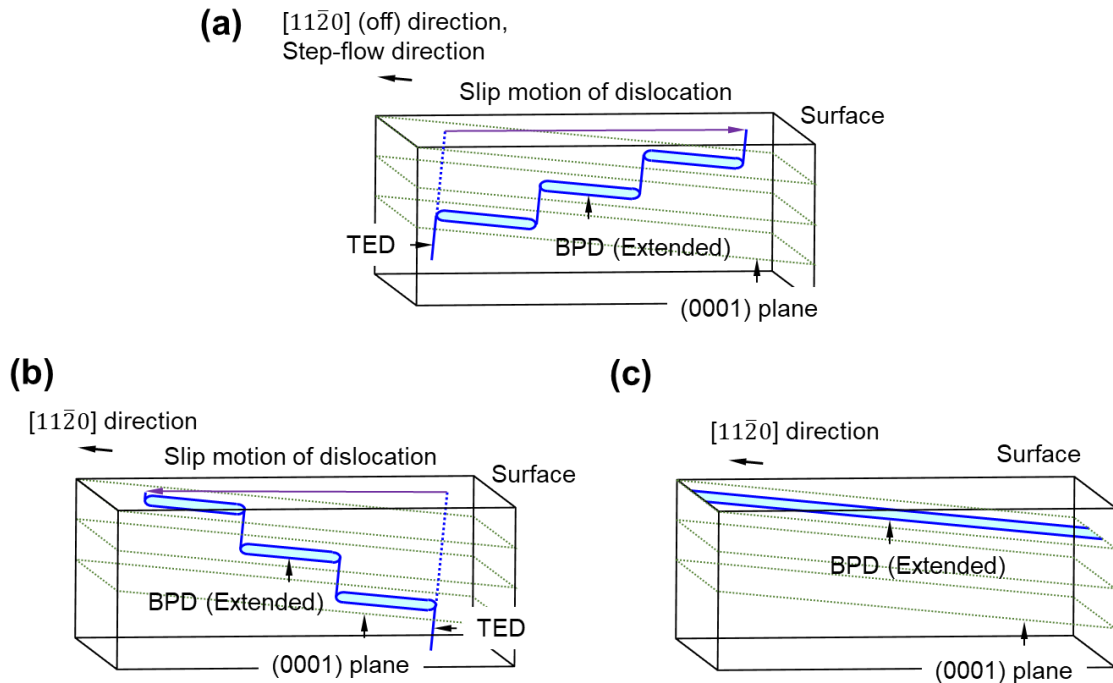 (a)
[112̅0] (off) direction,
Step-flow direction
Slip motion of dislocation
Surface
TED
BPD (Extended)
(0001) plane
(b)
[112̅0] direction
Slip motion of dislocation
Surface
BPD (Extended)
TED
(0001) plane
(c)
[112̅0] direction
Surface
BPD (Extended)
(0001) plane